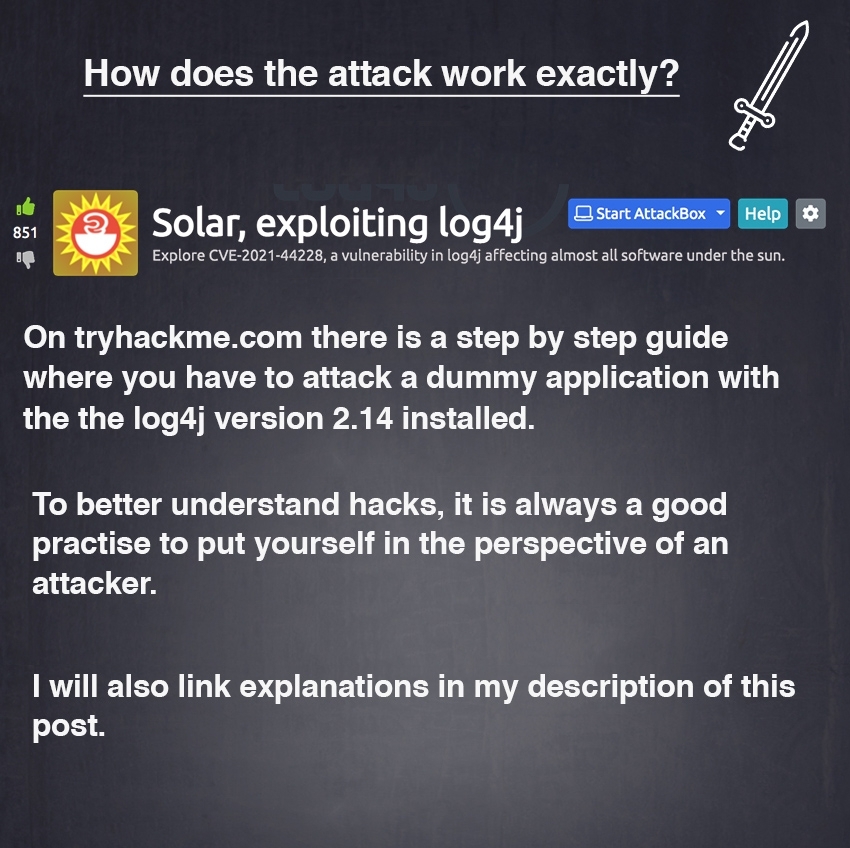 How does the attack work exactly?
851
Solar, exploiting log4j
Start AttackBox
Help
Explore CVE-2021-44228, a vulnerability in log4j affecting almost all software under the sun.
On tryhackme.com there is a step by step guide
where you have to attack a dummy application with
the the log4j version 2.14 installed.
To better understand hacks, it is always a good
practise to put yourself in the perspective of an
attacker.
I will also link explanations in my description of this
post.